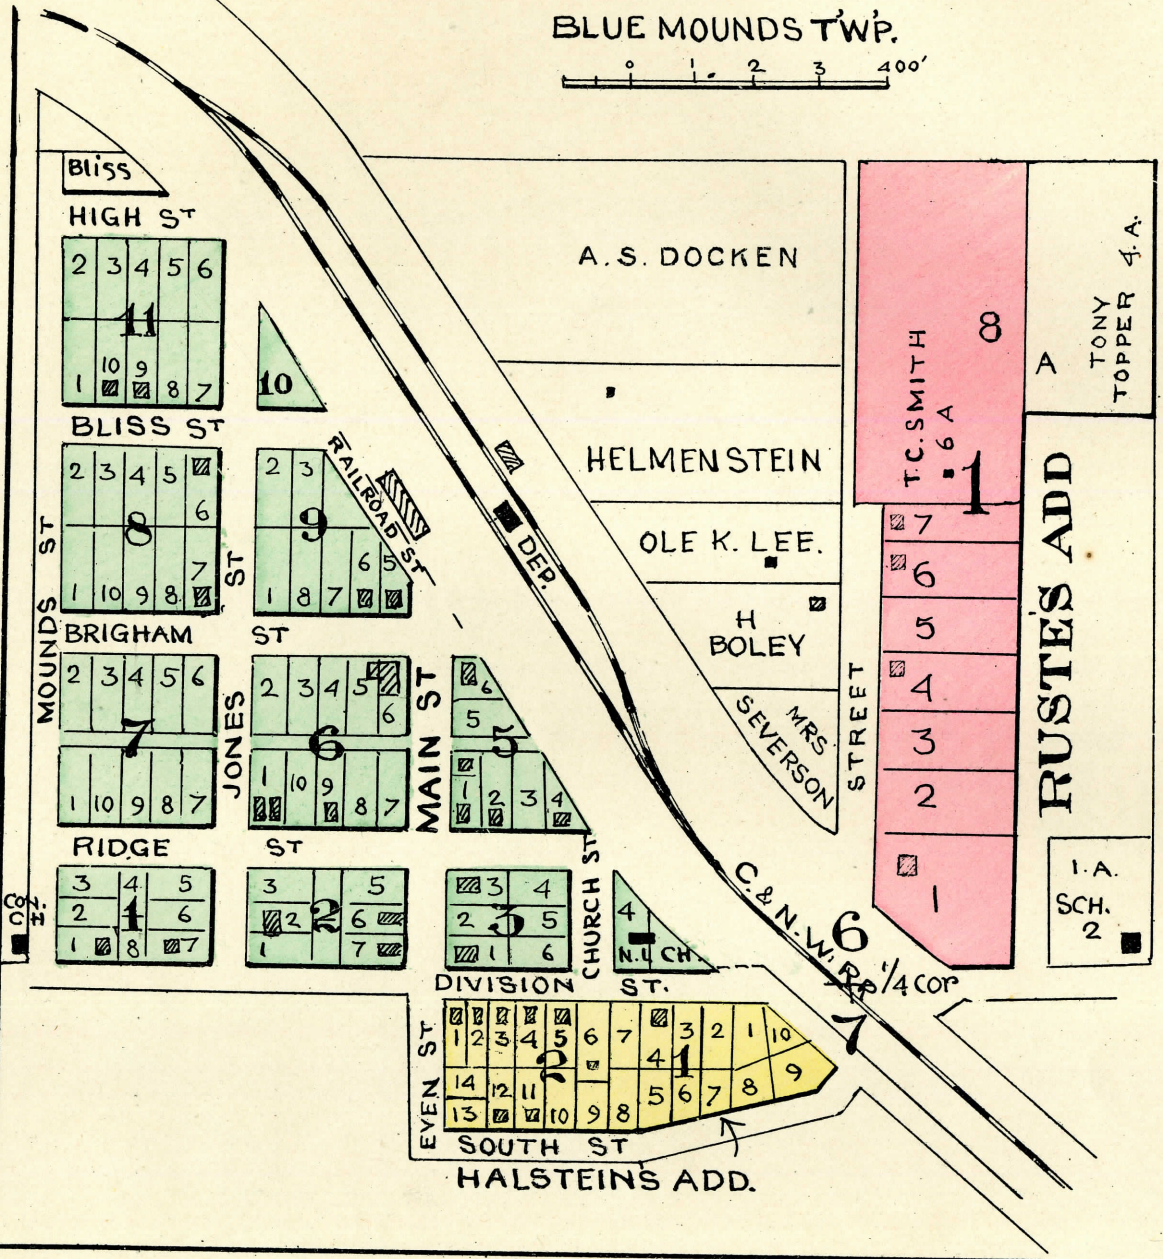 BLUE MOUNDS T'W'P.
0 1 2 3 400'
Bliss
HIGH ST
2 3 4 5 6
11
10 9
1 8 7
10
BLISS ST
2 3 4 5
6
8
7
1 10 9 8
2 3
9
6 5
1 8 7
RAILROAD ST
DEP.
MOUNDS ST
JONES ST
BRIGHAM ST
2 3 4 5 6
7
1 10 9 8 7
2 3 4 5
6
6
1 10 9 8 7
MAIN ST
6
5
5
1 2 3 4
RIDGE ST
3 4 5
2 1 6
1 8 7
3 5
2 2 6
1 7
3 4
2 3 5
1 6
CHURCH ST
4
N.L CH.
DIVISION ST.
EVEN ST
1 2 3 4 5 6 7 3 2 1 10
2 4 1
14 12 11 5 6 7 8 9
13 10 9 8
SOUTH ST
HALSTEINS ADD.
A.S. DOCKEN
HELMENSTEIN
OLE K. LEE.
H
BOLEY
MRS
SEVERSON
STREET
T.C. SMITH
6 A
8
1
7
6
5
4
3
2
1
A
TONY
TOPPER 4. A.
RUSTE'S ADD
1. A.
SCH.
2
C. & N. W. RR
6
1/4 COR
7